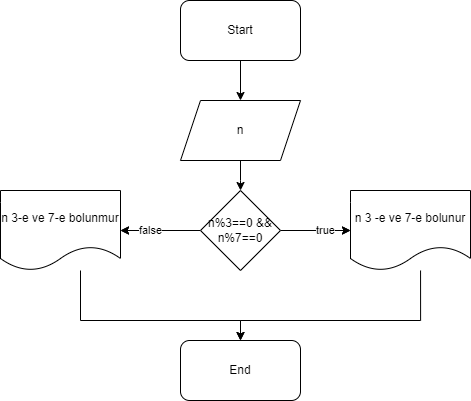 Start
n
n%3==0 &&
n%7==0
false
true
n 3-e ve 7-e bolunmur
n 3 -e ve 7-e bolunur
End